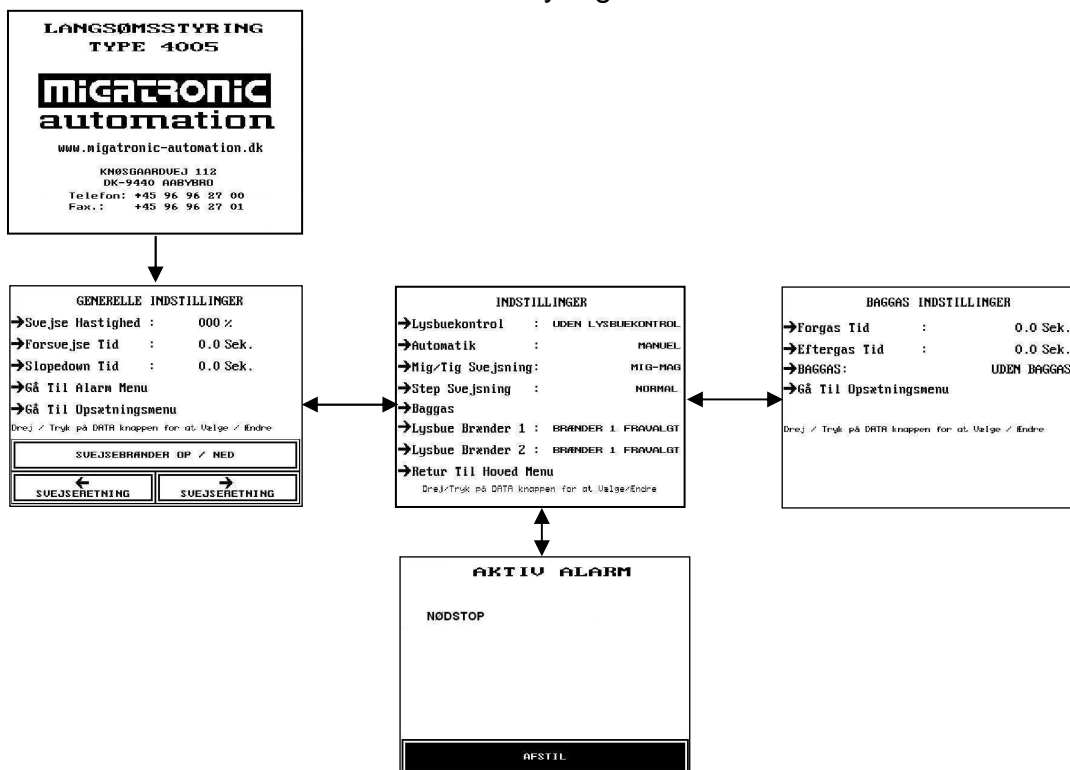 LANGSØMSSTYRING
TYPE 4005
MIGATRONIC
automation
www.migatronic-automation.dk
KNØSGAARDVEJ 112
DK-9440 AABYBRO
Telefon: +45 96 96 27 00
Fax.: +45 96 96 27 01
GENERELLE INDSTILLINGER
→Svejse Hastighed : 000 %
→Forsvejse Tid : 0.0 Sek.
→Slopedown Tid : 0.0 Sek.
→Gå Til Alarm Menu
→Gå Til Opsætningsmenu
Drej / Tryk på DATA knappen for at Vælge / Ændre
SVEJSEBRÆNDER OP / NED
←
SVEJSERETNING
→
SVEJSERETNING
INDSTILLINGER
→Lysbuekontrol : UDEN LYSBUEKONTROL
→Automatik : MANUEL
→Mig/Tig Svejsning: MIG-MAG
→Step Svejsning : NORMAL
→Baggas
→Lysbue Brænder 1 : BRÆNDER 1 FRAVALGT
→Lysbue Brænder 2 : BRÆNDER 1 FRAVALGT
→Retur Til Hoved Menu
Drej/Tryk på DATA knappen for at Vælge/Ændre
BAGGAS INDSTILLINGER
→Forgas Tid : 0.0 Sek.
→Eftergas Tid : 0.0 Sek.
→BAGGAS: UDEN BAGGAS
→Gå Til Opsætningsmenu
Drej / Tryk på DATA knappen for at Vælge / Ændre
AKTIV ALARM
NØDSTOP
AFSTIL